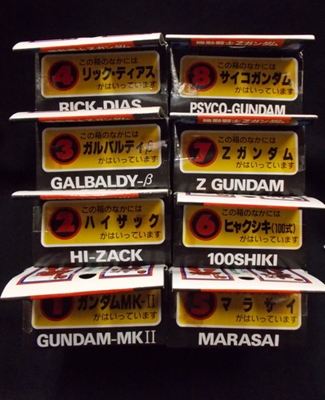 この箱のなかには
4
リック・ディアス
がはいっています
RICK-DIAS
この箱のなかには
3
ガルバルディβ
がはいっています
GALBALDY-β
この箱のなかには
2
ハイザック
がはいっています
HI-ZACK
1
ガンダムMK-II
がはいっています
GUNDAM-MKII
機動戦士Zガンダム
この箱のなかには
8
サイコガンダム
がはいっています
PSYCO-GUNDAM
この箱のなかには
7
Zガンダム
がはいっています
Z GUNDAM
この箱のなかには
6
ヒャクシキ(100式)
がはいっています
100SHIKI
5
マラサイ
がはいっています
MARASAI